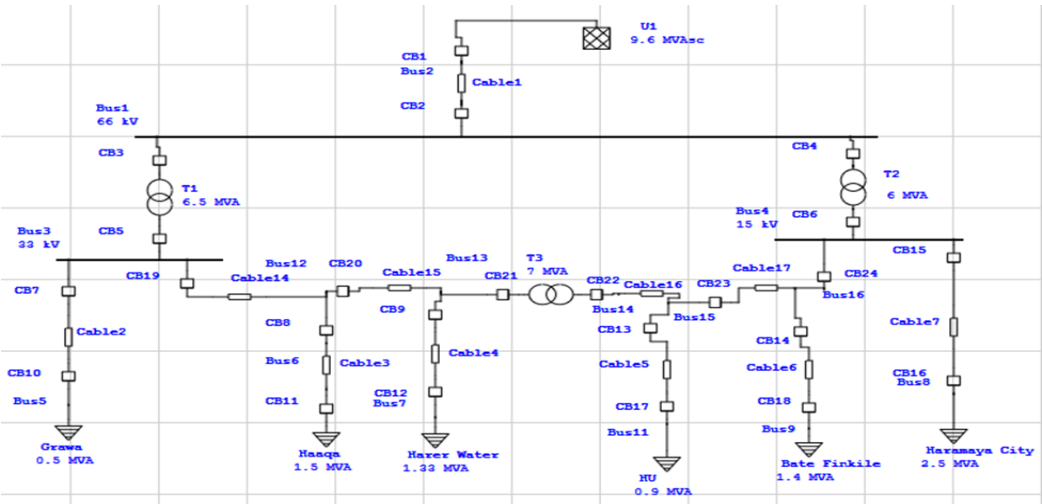 U1
9.6 MVAsc
CB1
Bus2
Cable1
CB2
Bus1
66 kV
CB3
CB4
T1
6.5 MVA
T2
6 MVA
Bus3
33 kV
CB5
Bus4
15 kV
CB6
CB15
CB19
Bus12
CB20
Cable14
Cable15
Bus13
CB21
T3
7 MVA
CB22
Cable16
Bus14
CB23
Cable17
CB24
Bus16
Bus15
CB7
CB8
CB9
CB13
CB14
Cable2
Bus6
Cable3
Cable4
Cable5
Cable6
Cable7
CB10
Bus5
CB11
CB12
Bus7
CB17
Bus11
CB18
Bus9
CB16
Bus8
Grawa
0.5 MVA
Haaqa
1.5 MVA
Harer Water
1.33 MVA
HU
0.9 MVA
Bate Finkile
1.4 MVA
Haramaya City
2.5 MVA